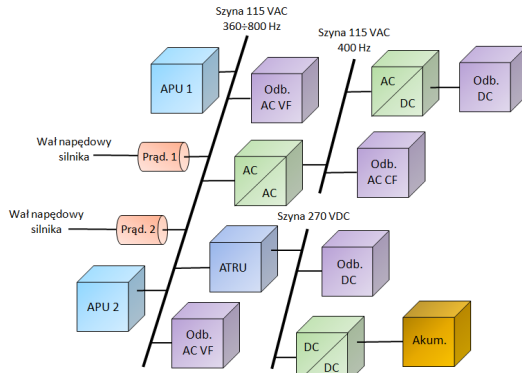 Szyna 115 VAC
360÷800 Hz
Szyna 115 VAC
400 Hz
APU 1
Odb.
AC VF
AC
DC
Odb.
DC
Wał napędowy
silnika
Prąd. 1
AC
AC
Odb.
AC CF
Wał napędowy
silnika
Prąd. 2
Szyna 270 VDC
ATRU
Odb.
DC
APU 2
Odb.
AC VF
DC
DC
Akum.